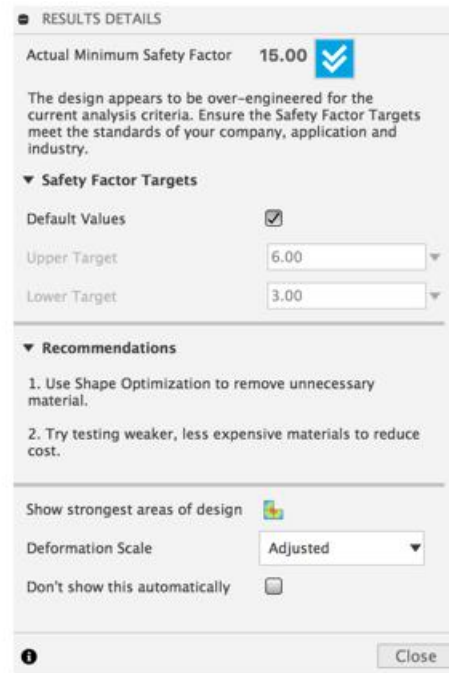 RESULTS DETAILS
Actual Minimum Safety Factor 15.00
The design appears to be over-engineered for the
current analysis criteria. Ensure the Safety Factor Targets
meet the standards of your company, application and
industry.
Safety Factor Targets
Default Values
Upper Target 6.00
Lower Target 3.00
Recommendations
1. Use Shape Optimization to remove unnecessary
material.
2. Try testing weaker, less expensive materials to reduce
cost.
Show strongest areas of design
Deformation Scale Adjusted
Don't show this automatically
Close